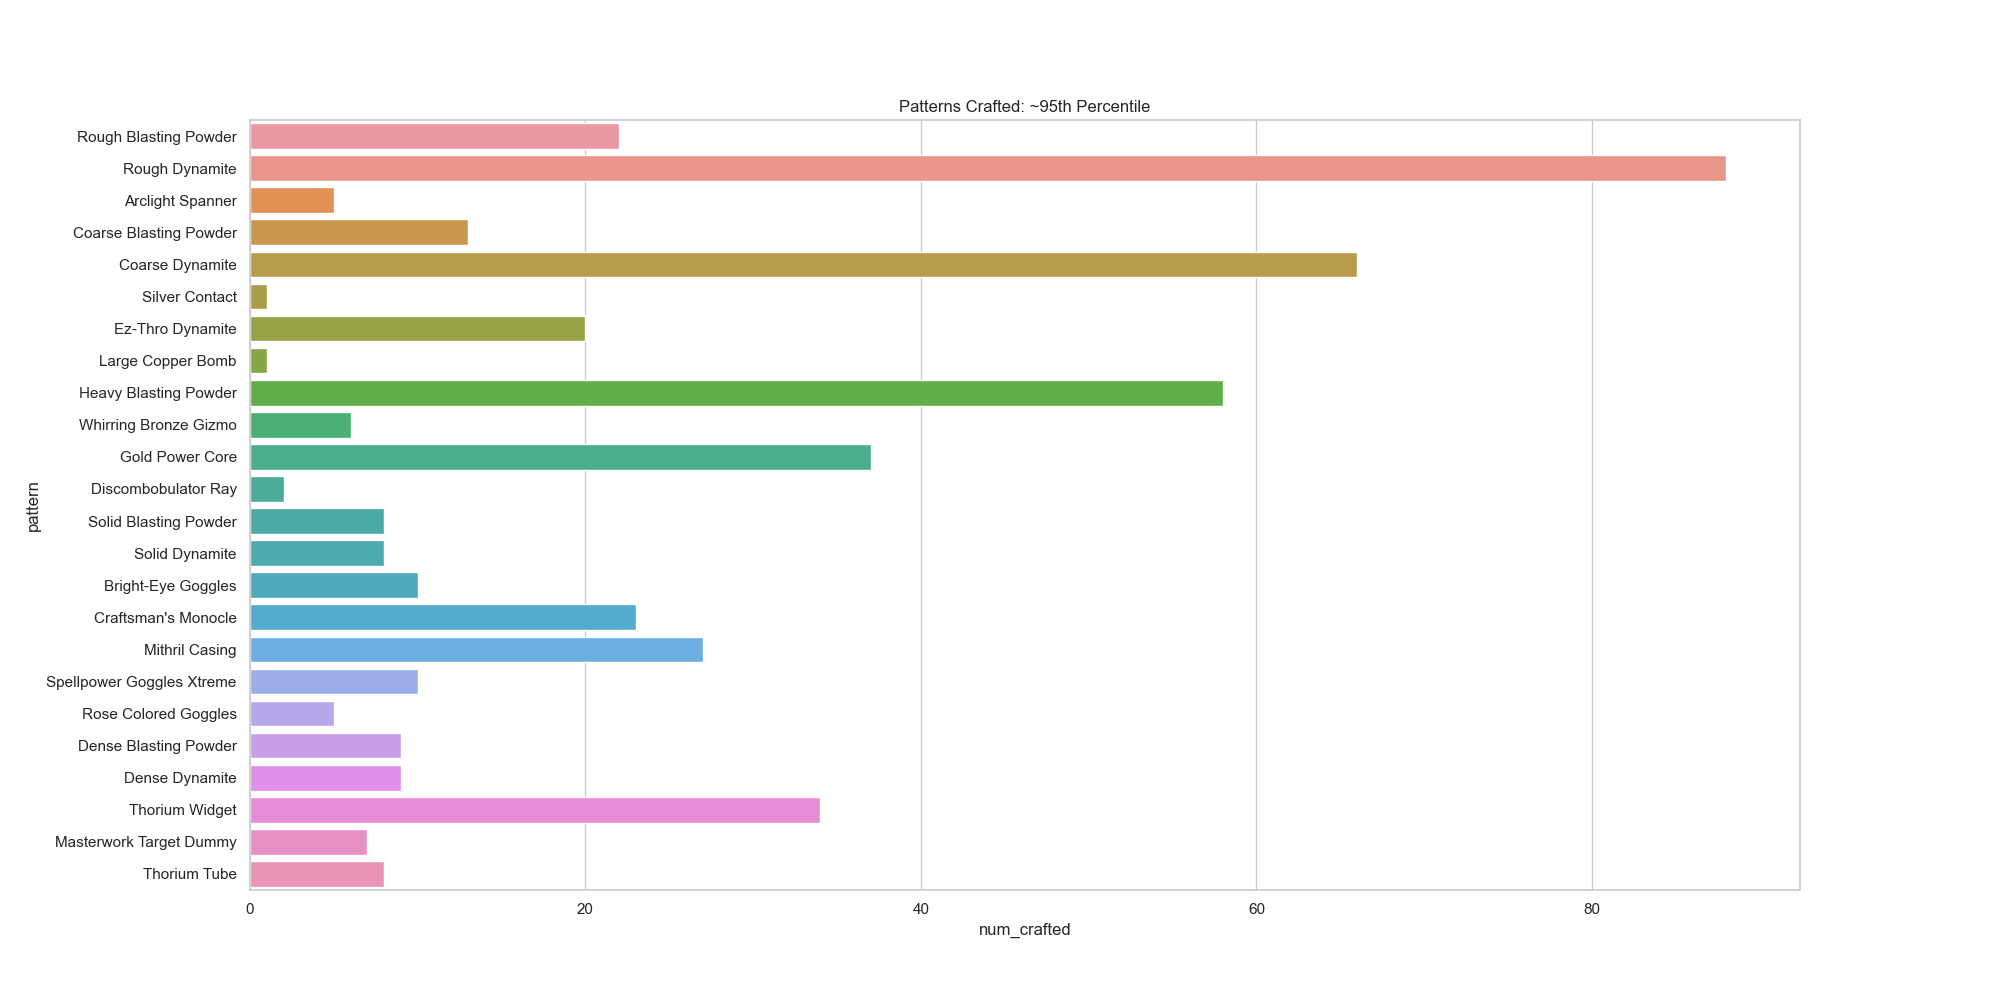 Patterns Crafted: ~95th Percentile
pattern
Rough Blasting Powder
Rough Dynamite
Arclight Spanner
Coarse Blasting Powder
Coarse Dynamite
Silver Contact
Ez-Thro Dynamite
Large Copper Bomb
Heavy Blasting Powder
Whirring Bronze Gizmo
Gold Power Core
Discombobulator Ray
Solid Blasting Powder
Solid Dynamite
Bright-Eye Goggles
Craftsman's Monocle
Mithril Casing
Spellpower Goggles Xtreme
Rose Colored Goggles
Dense Blasting Powder
Dense Dynamite
Thorium Widget
Masterwork Target Dummy
Thorium Tube
0 20 40 60 80
num_crafted